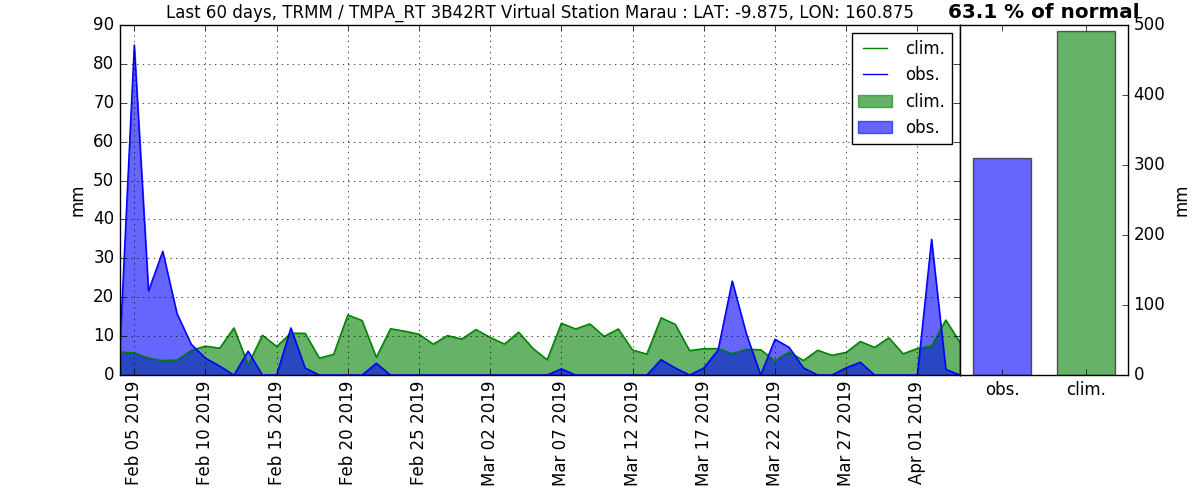 Last 60 days, TRMM / TMPA_RT 3B42RT Virtual Station Marau : LAT: -9.875, LON: 160.875
63.1 % of normal
90
80
70
60
50
40
30
20
10
0
mm
clim.
obs.
clim.
obs.
Feb 05 2019
Feb 10 2019
Feb 15 2019
Feb 20 2019
Feb 25 2019
Mar 02 2019
Mar 07 2019
Mar 12 2019
Mar 17 2019
Mar 22 2019
Mar 27 2019
Apr 01 2019
500
400
300
200
100
0
mm
obs.
clim.